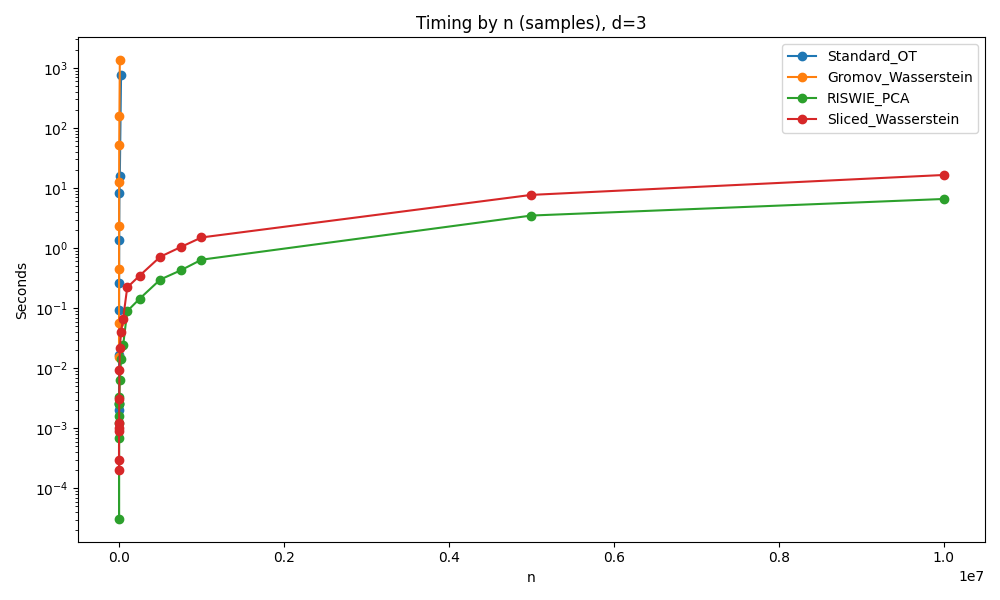 Timing by n (samples), d=3
Standard_OT
Gromov_Wasserstein
RISWIE_PCA
Sliced_Wasserstein
10³
10²
10¹
10⁰
10⁻¹
10⁻²
10⁻³
10⁻⁴
Seconds
0.0 0.2 0.4 0.6 0.8 1.0
1e7
n